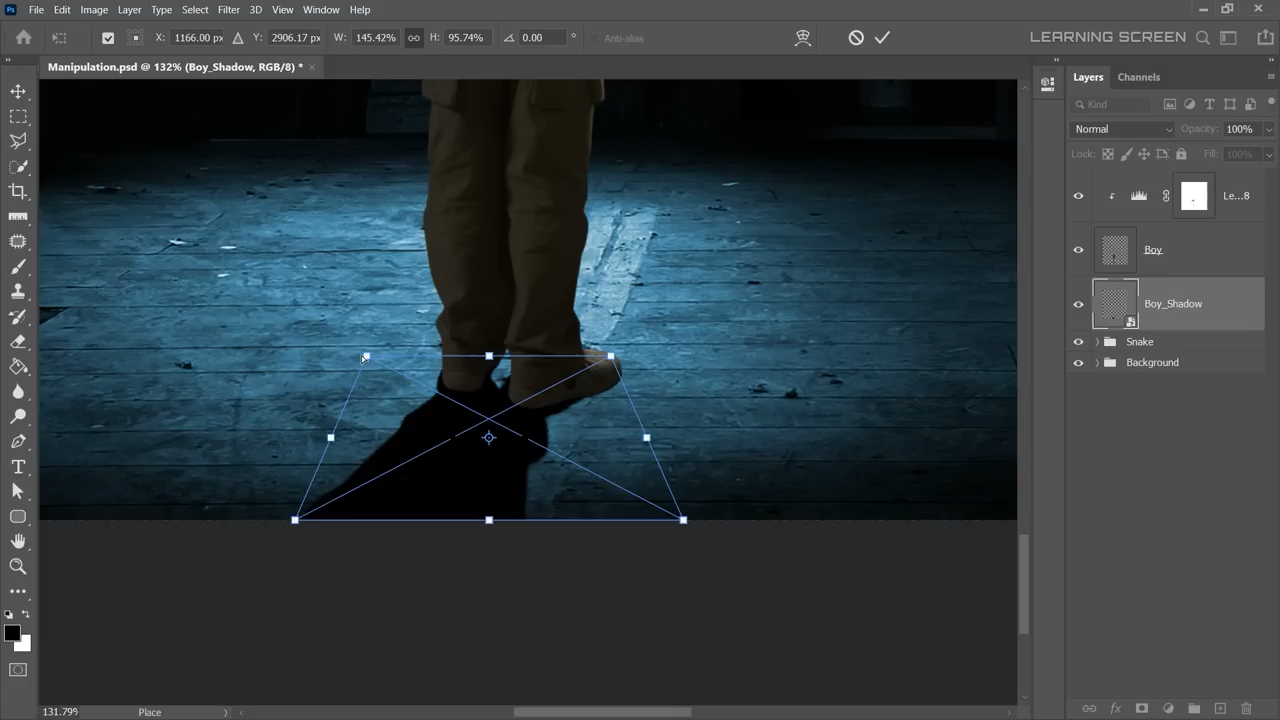 Ps File Edit Image Layer Type Select Filter 3D View Window Help
X: 1166.00 px Y: 2906.17 px W: 145.42% H: 95.74% 0.00 ° Anti-alias LEARNING SCREEN
Manipulation.psd @ 132% (Boy_Shadow, RGB/8) * ×
Layers Channels
Kind
Normal Opacity: 100%
Lock: Fill: 100%
Le...8
Boy
Boy_Shadow
Snake
Background
131.79% Place